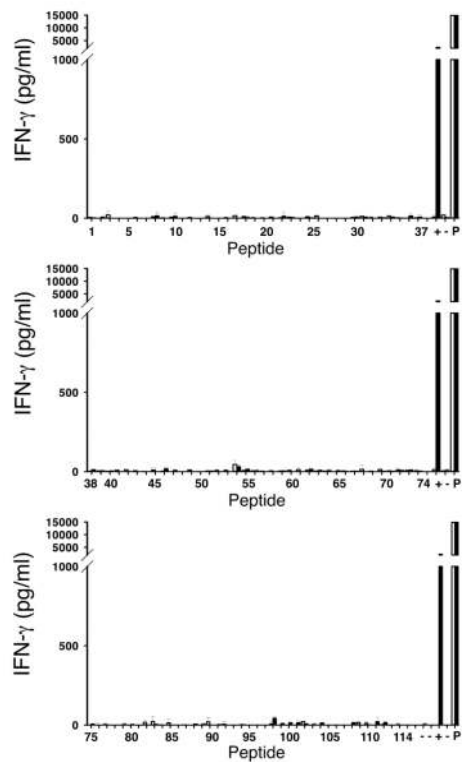 15000
10000
5000
1000
500
0
IFN-γ (pg/ml)
1 5 10 15 20 25 30 37 + - P
Peptide
15000
10000
5000
1000
500
0
IFN-γ (pg/ml)
38 40 45 50 55 60 65 70 74 + - P
Peptide
15000
10000
5000
1000
500
0
IFN-γ (pg/ml)
75 85 80 90 95 100 110 114 - - + - P
Peptide